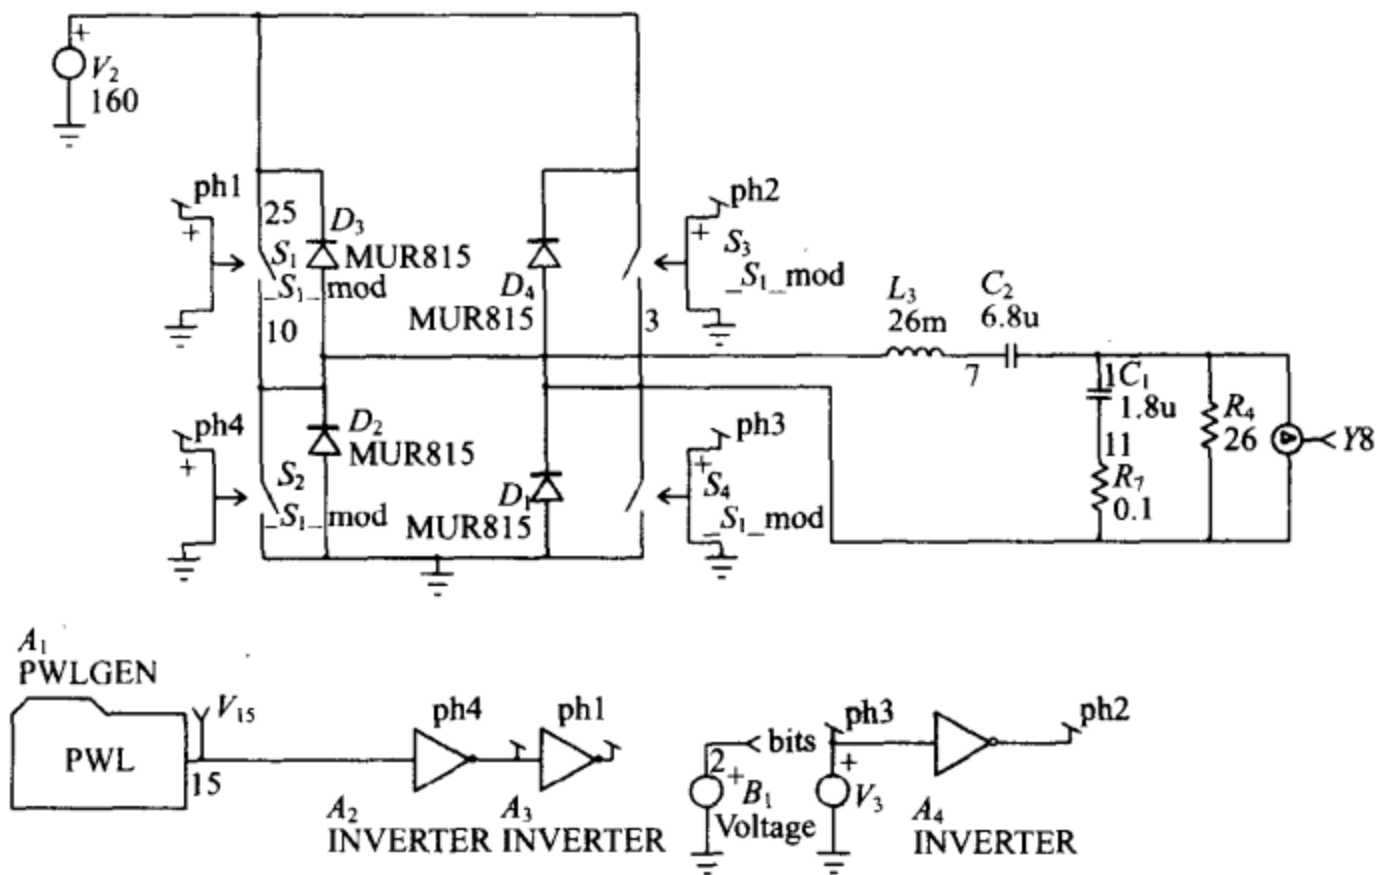 +
V₂
160
ph1
+
25
S₁
_S₁_mod
10
D₃
MUR815
D₄
MUR815
ph2
+
S₃
_S₁_mod
3
L₃
26m
C₂
6.8u
7
1
C₁
1.8u
11
R₇
0.1
R₄
26
Y8
ph4
+
S₂
_S₁_mod
D₂
MUR815
D₁
MUR815
ph3
+
S₄
_S₁_mod
A₁
PWLGEN
PWL
V₁₅
15
ph4
ph1
A₂
INVERTER
A₃
INVERTER
bits
2
+
B₁
Voltage
ph3
+
V₃
ph2
A₄
INVERTER